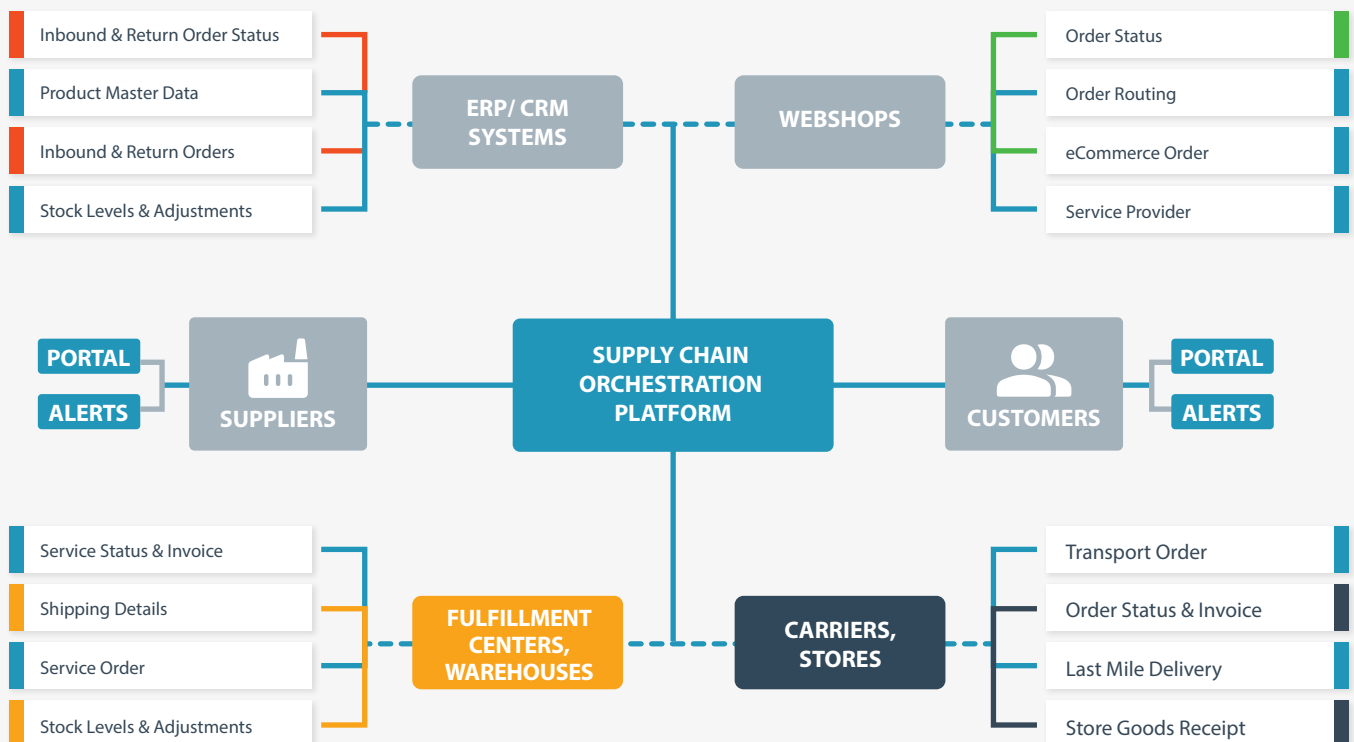 Inbound & Return Order Status
Product Master Data
Inbound & Return Orders
Stock Levels & Adjustments
ERP/ CRM
SYSTEMS
WEBSHOPS
Order Status
Order Routing
eCommerce Order
Service Provider
PORTAL
ALERTS
SUPPLIERS
SUPPLY CHAIN
ORCHESTRATION
PLATFORM
CUSTOMERS
PORTAL
ALERTS
Service Status & Invoice
Shipping Details
Service Order
Stock Levels & Adjustments
FULFILLMENT
CENTERS,
WAREHOUSES
CARRIERS,
STORES
Transport Order
Order Status & Invoice
Last Mile Delivery
Store Goods Receipt